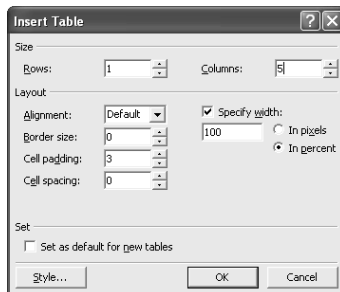 Insert Table
Size
Rows: 1 Columns: 5
Layout
Alignment: Default Specify width:
Border size: 0 100 In pixels
Cell padding: 3 In percent
Cell spacing: 0
Set
Set as default for new tables
Style... OK Cancel